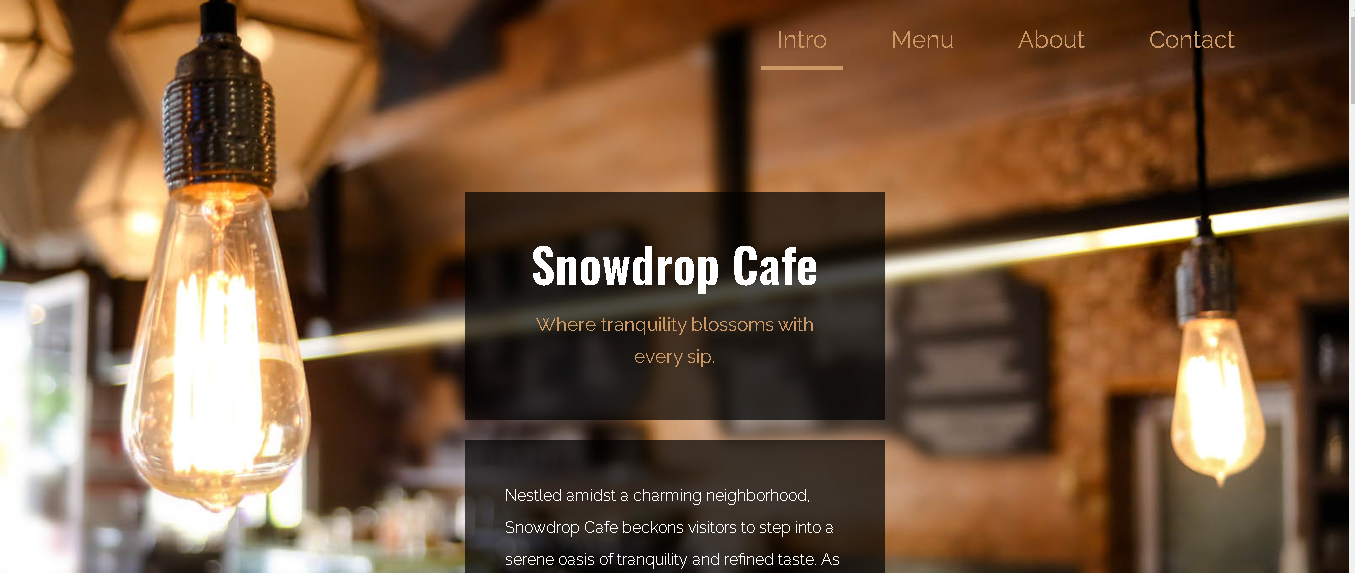 Intro Menu About Contact
Snowdrop Cafe
Where tranquility blossoms with
every sip.
Nestled amidst a charming neighborhood,
Snowdrop Cafe beckons visitors to step into a
serene oasis of tranquility and refined taste. As